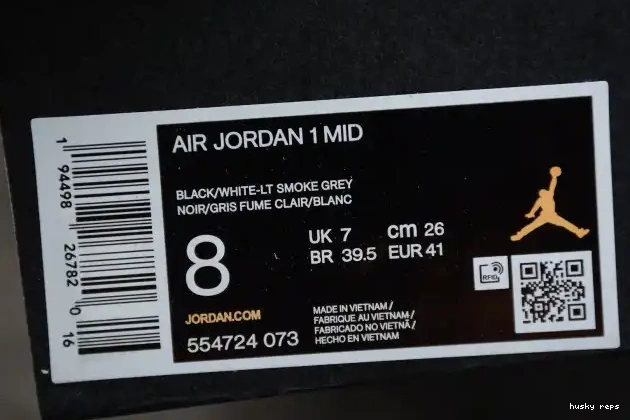 AIR JORDAN 1 MID
BLACK/WHITE-LT SMOKE GREY
NOIR/GRIS FUME CLAIR/BLANC
8
UK 7
cm 26
BR 39.5
EUR 41
RFID
JORDAN.COM
554724 073
MADE IN VIETNAM /
FABRIQUE AU VIETNAM /
FABRICADO NO VIETNÃ /
HECHO EN VIETNAM
1 94498 26782 0 16
husky reps